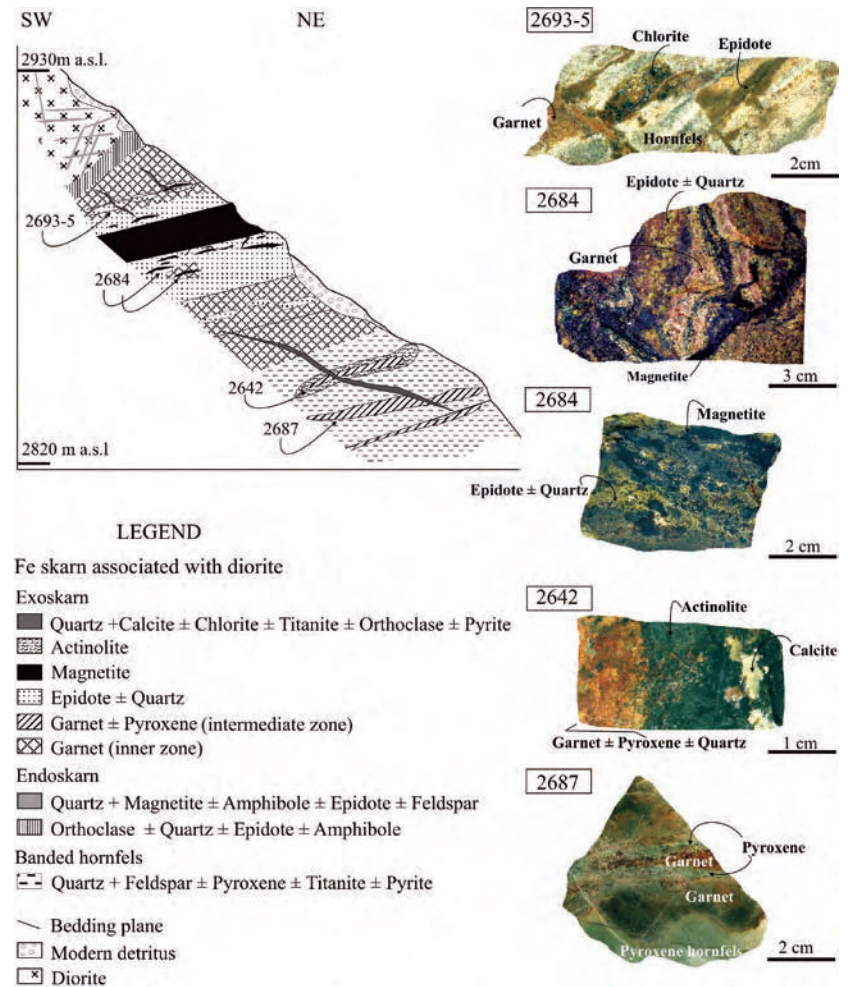 SW
NE
2930m a.s.l.
2693-5
2684
2642
2687
2820 m a.s.l
LEGEND
Fe skarn associated with diorite
Exoskarn
Quartz +Calcite ± Chlorite ± Titanite ± Orthoclase ± Pyrite
Actinolite
Magnetite
Epidote ± Quartz
Garnet ± Pyroxene (intermediate zone)
Garnet (inner zone)
Endoskarn
Quartz + Magnetite ± Amphibole ± Epidote ± Feldspar
Orthoclase ± Quartz ± Epidote ± Amphibole
Banded hornfels
Quartz + Feldspar ± Pyroxene ± Titanite ± Pyrite
Bedding plane
Modern detritus
Diorite
2693-5
Chlorite
Epidote
Garnet
Hornfels
2cm
2684
Epidote ± Quartz
Garnet
Magnetite
3 cm
2684
Magnetite
Epidote ± Quartz
2 cm
2642
Actinolite
Calcite
Garnet ± Pyroxene ± Quartz
1 cm
2687
Pyroxene
Garnet
Garnet
Pyroxene hornfels
2 cm